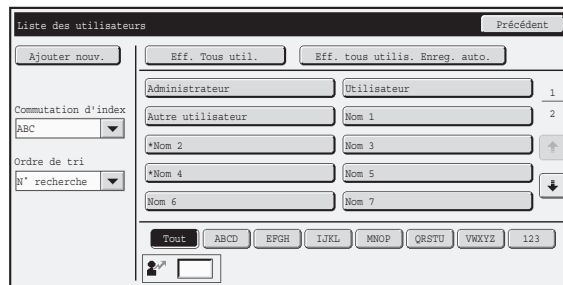 Liste des utilisateurs
Précédent
Ajouter nouv.
Eff. Tous util.
Eff. tous utilis. Enreg. auto.
Administrateur
Utilisateur
1
2
Commutation d'index
ABC
Autre utilisateur
Nom 1
*Nom 2
Nom 3
Ordre de tri
N° recherche
*Nom 4
Nom 5
Nom 6
Nom 7
Tout
ABCD
EFGH
IJKL
MNOP
QRSTU
VWXYZ
123